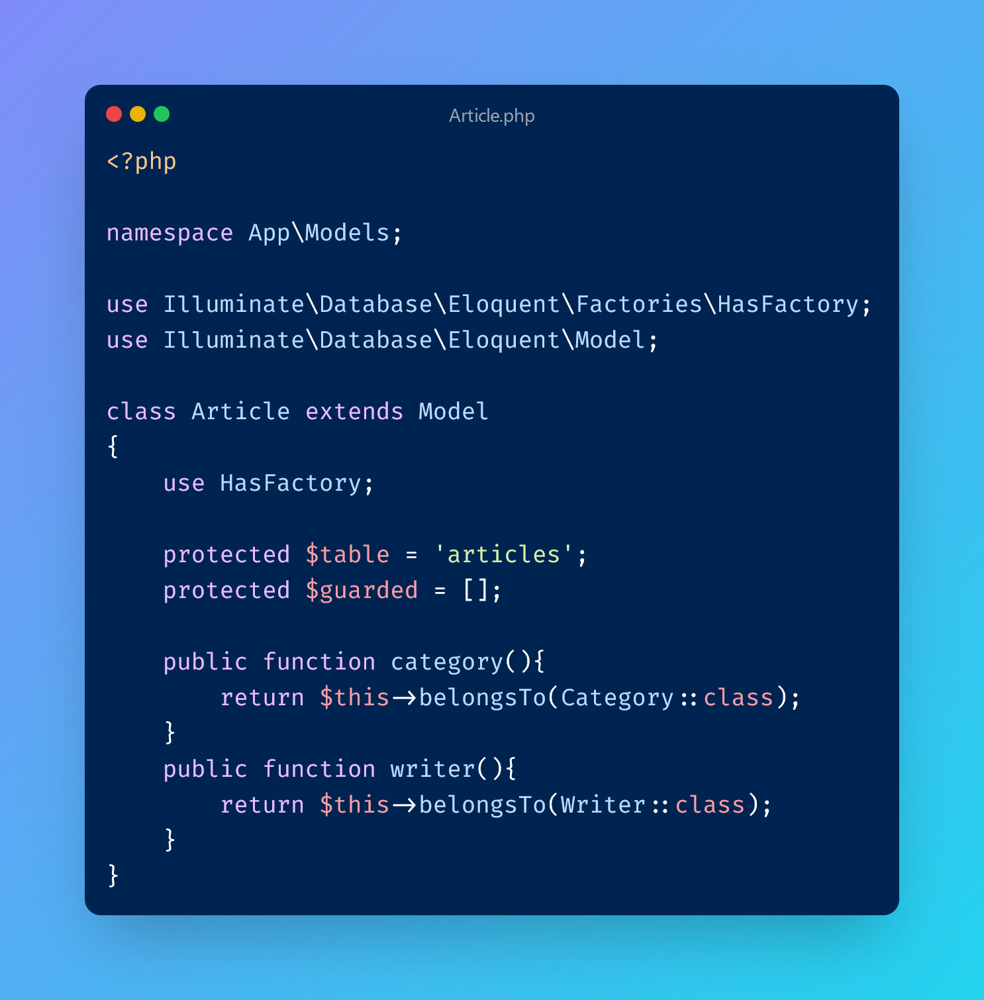 Article.php
<?php
namespace App\Models;
use Illuminate\Database\Eloquent\Factories\HasFactory;
use Illuminate\Database\Eloquent\Model;
class Article extends Model
{
    use HasFactory;
    protected $table = 'articles';
    protected $guarded = [];
    public function category(){
        return $this->belongsTo(Category::class);
    }
    public function writer(){
        return $this->belongsTo(Writer::class);
    }
}